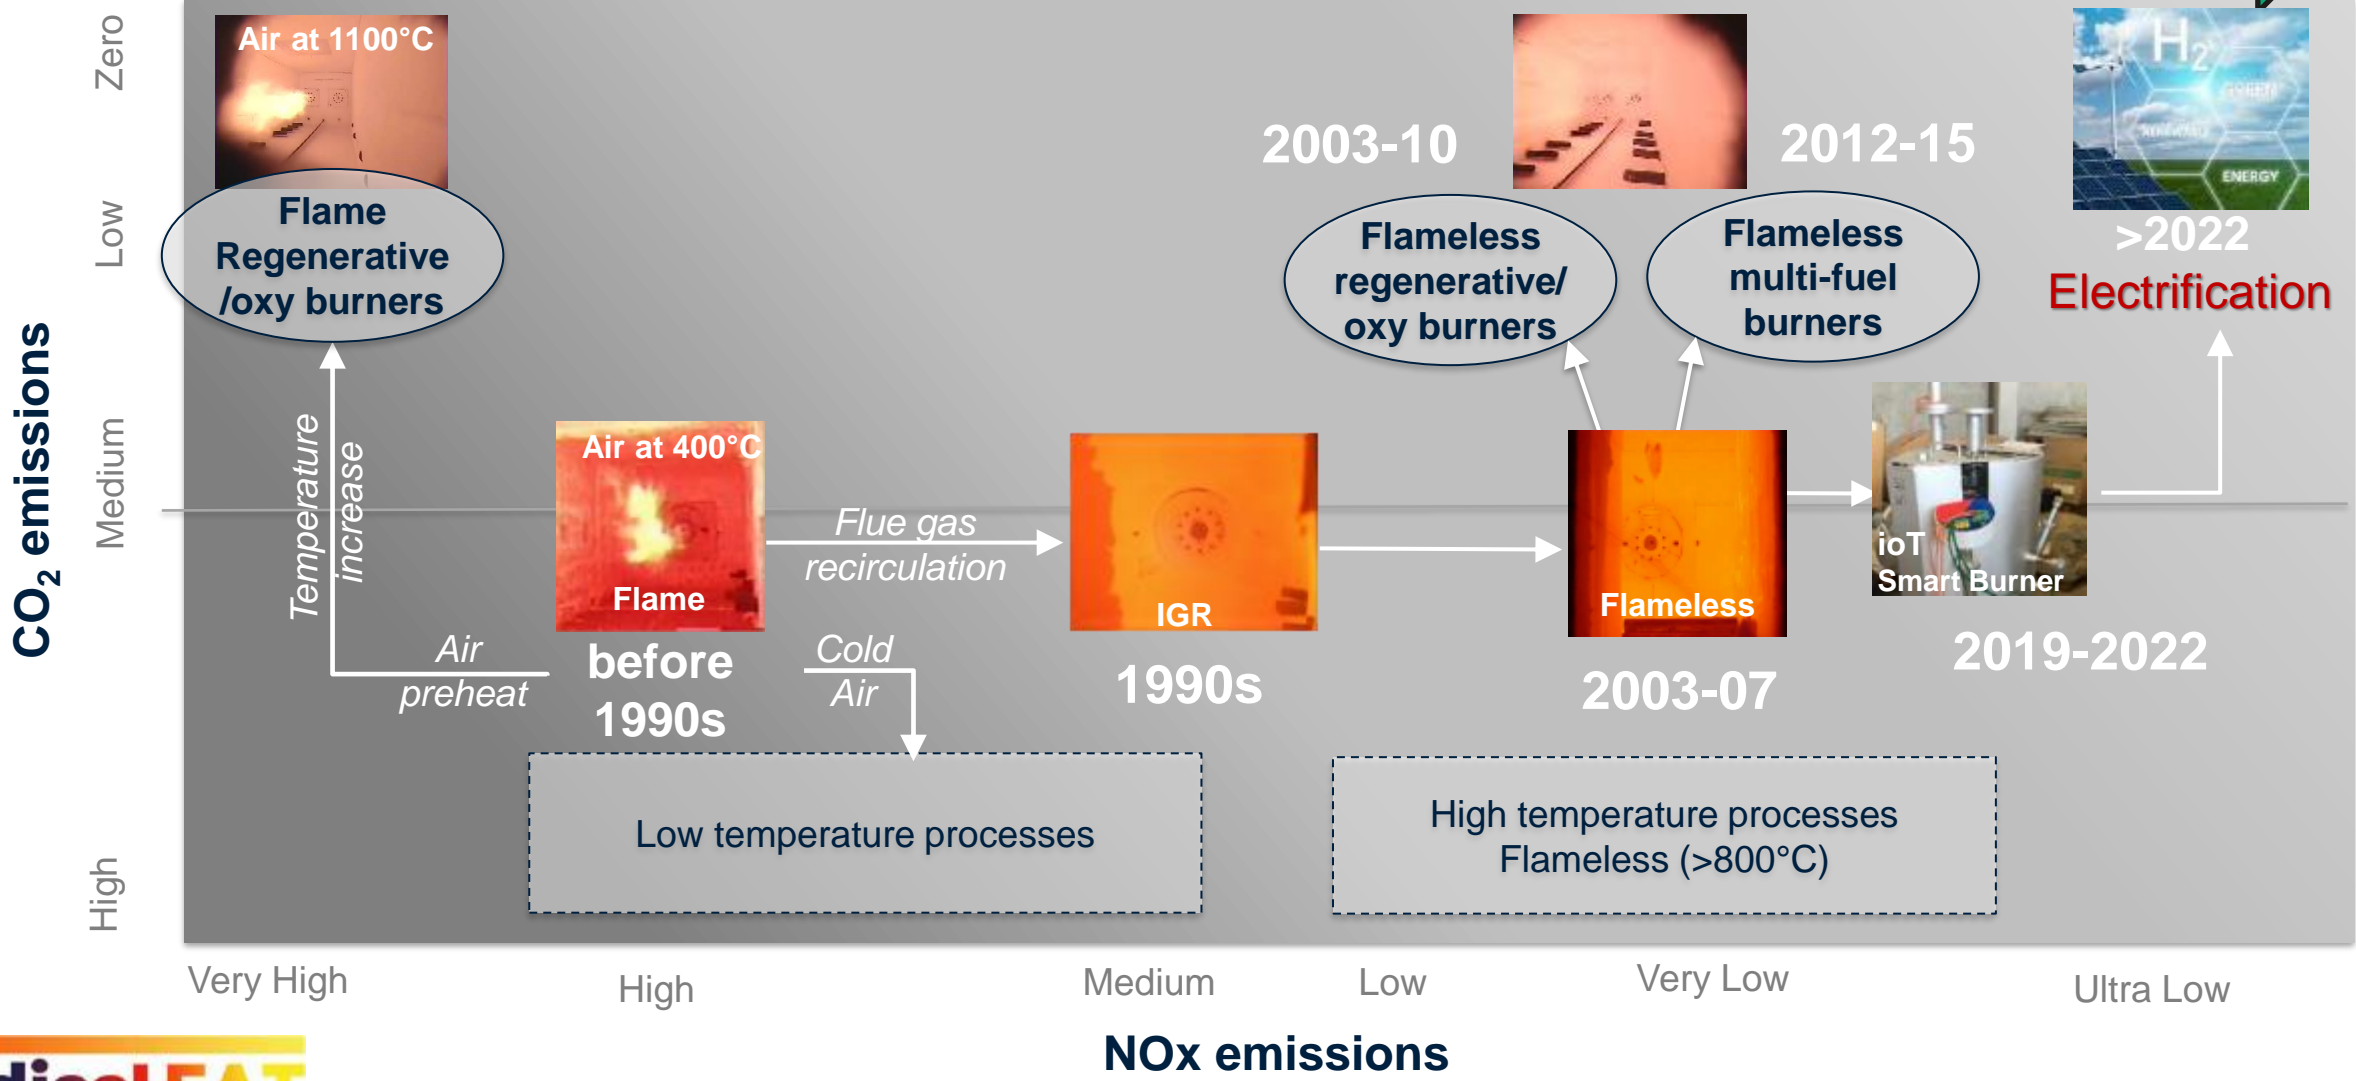 Air at 1100°C
Flame
Regenerative
/oxy burners
2003-10
2012-15
Flameless
regenerative/
oxy burners
Flameless
multi-fuel
burners
H2
GREEN
ENERGY
>2022
Electrification
Temperature
increase
Air
preheat
Air at 400°C
Flame
before
1990s
Flue gas
recirculation
Cold
Air
IGR
1990s
Flameless
2003-07
ioT
Smart Burner
2019-2022
Low temperature processes
High temperature processes
Flameless (>800°C)
CO2 emissions
Zero
Low
Medium
High
Very High
High
Medium
Low
Very Low
Ultra Low
NOx emissions